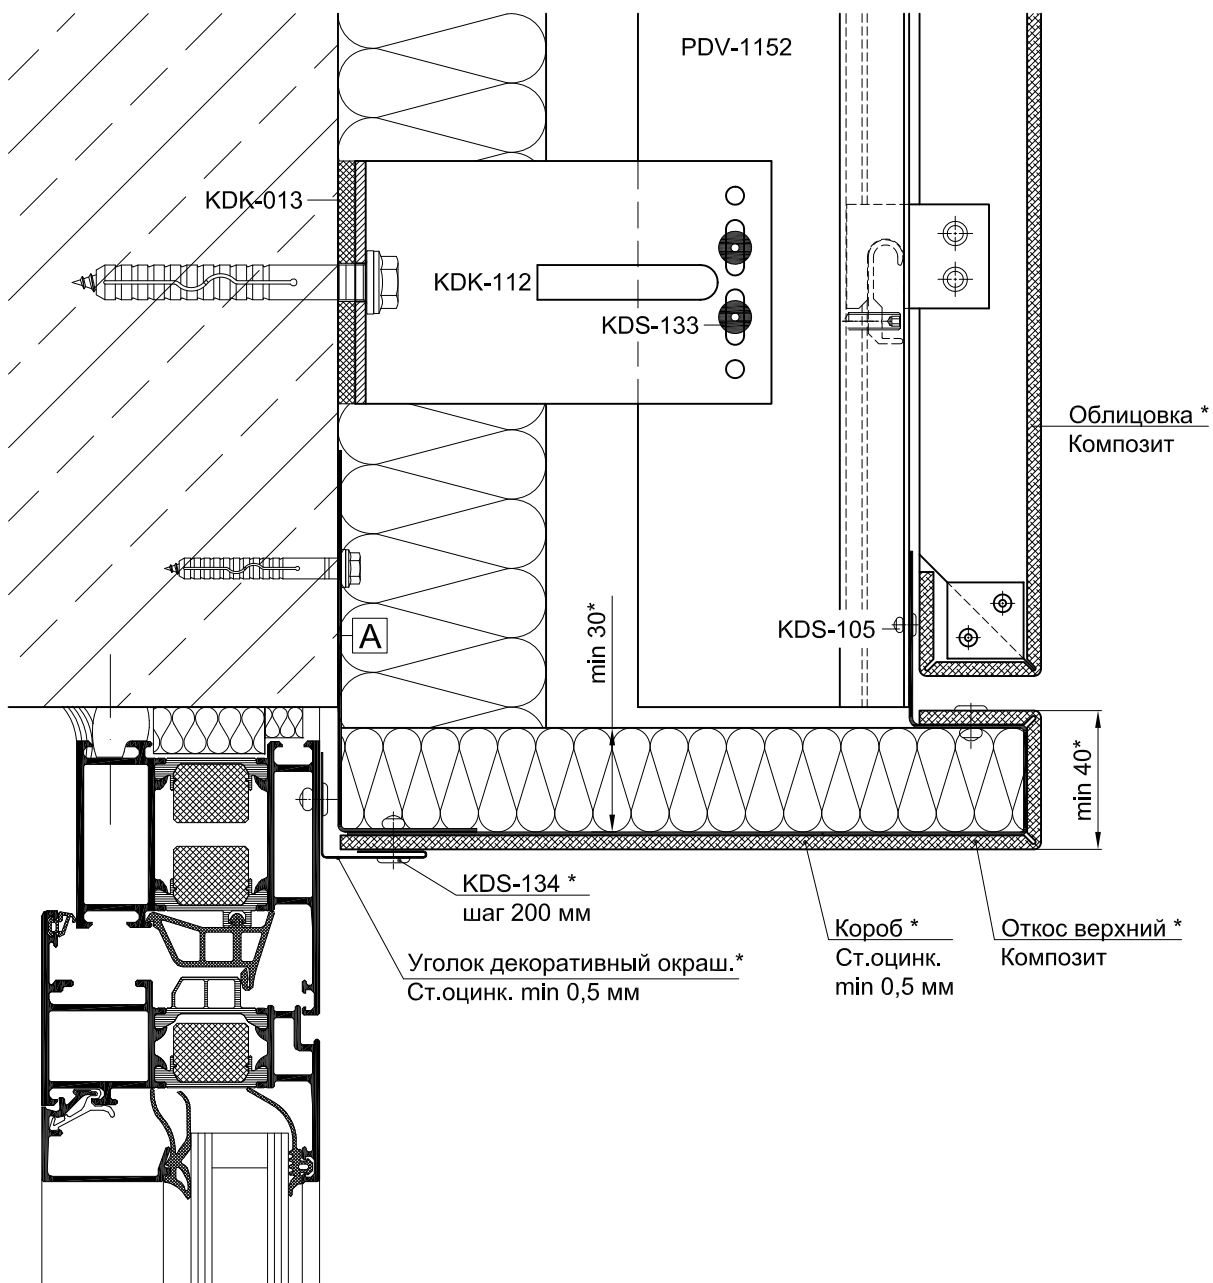 PDV-1152
KDK-013
KDK-112
KDS-133
Облицовка *
Композит
A
min 30*
KDS-105
min 40*
KDS-134 *
шаг 200 мм
Уголок декоративный окраш.*
Ст.оцинк. min 0,5 мм
Короб *
Ст.оцинк.
min 0,5 мм
Откос верхний *
Композит